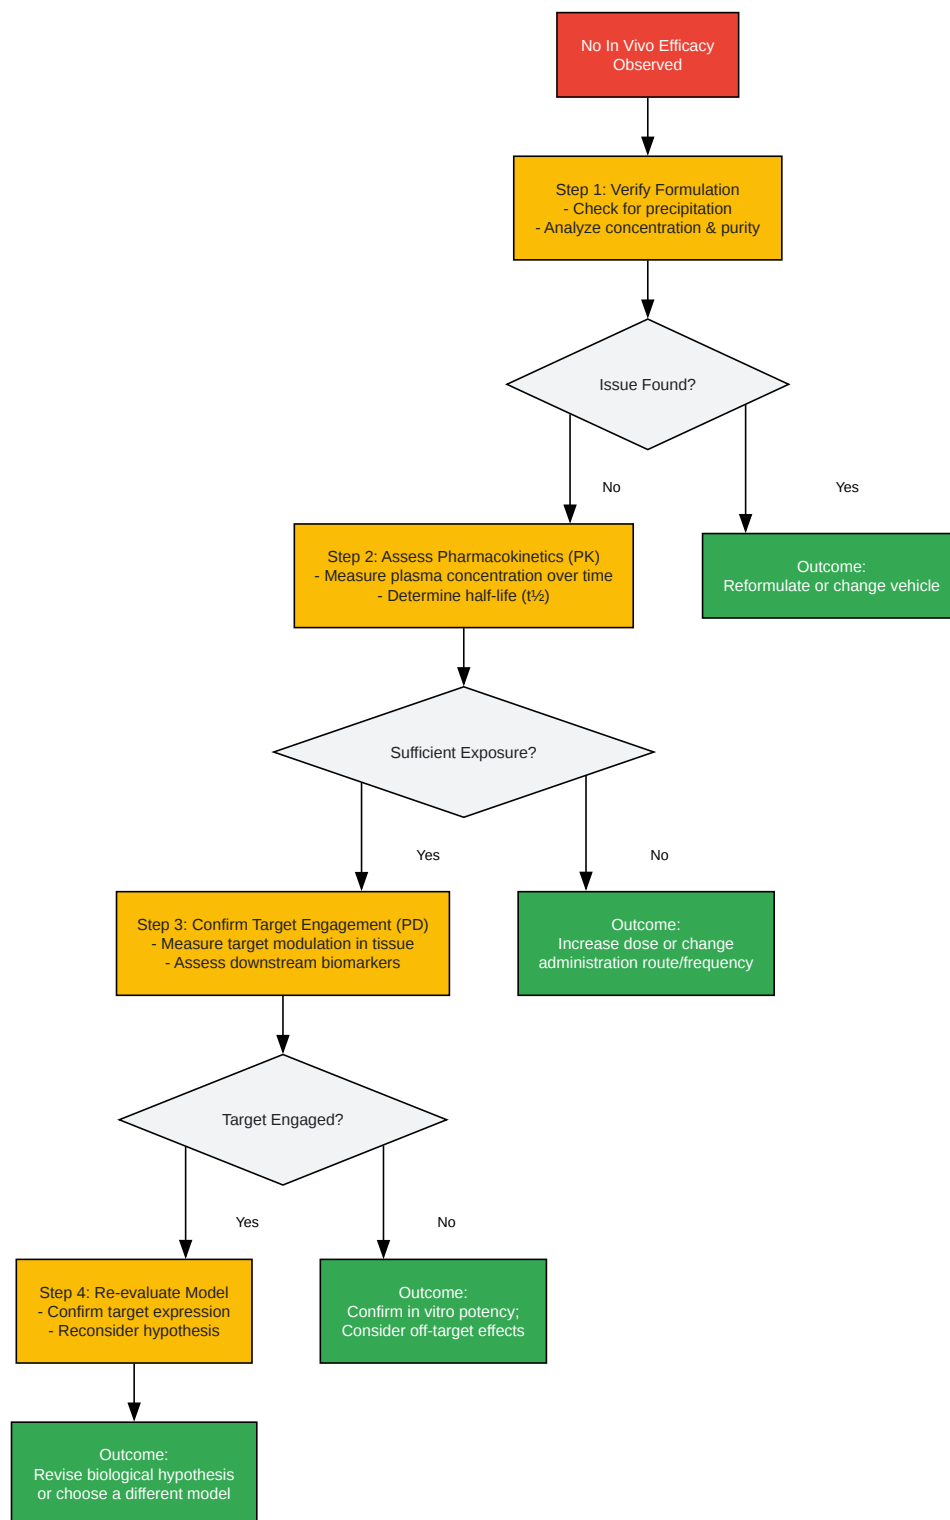 No In Vivo Efficacy
Observed
Step 1: Verify Formulation
- Check for precipitation
- Analyze concentration & purity
Issue Found?
No
Yes
Step 2: Assess Pharmacokinetics (PK)
- Measure plasma concentration over time
- Determine half-life (t½)
Outcome:
Reformulate or change vehicle
Sufficient Exposure?
Yes
No
Step 3: Confirm Target Engagement (PD)
- Measure target modulation in tissue
- Assess downstream biomarkers
Outcome:
Increase dose or change
administration route/frequency
Target Engaged?
Yes
No
Step 4: Re-evaluate Model
- Confirm target expression
- Reconsider hypothesis
Outcome:
Confirm in vitro potency;
Consider off-target effects
Outcome:
Revise biological hypothesis
or choose a different model